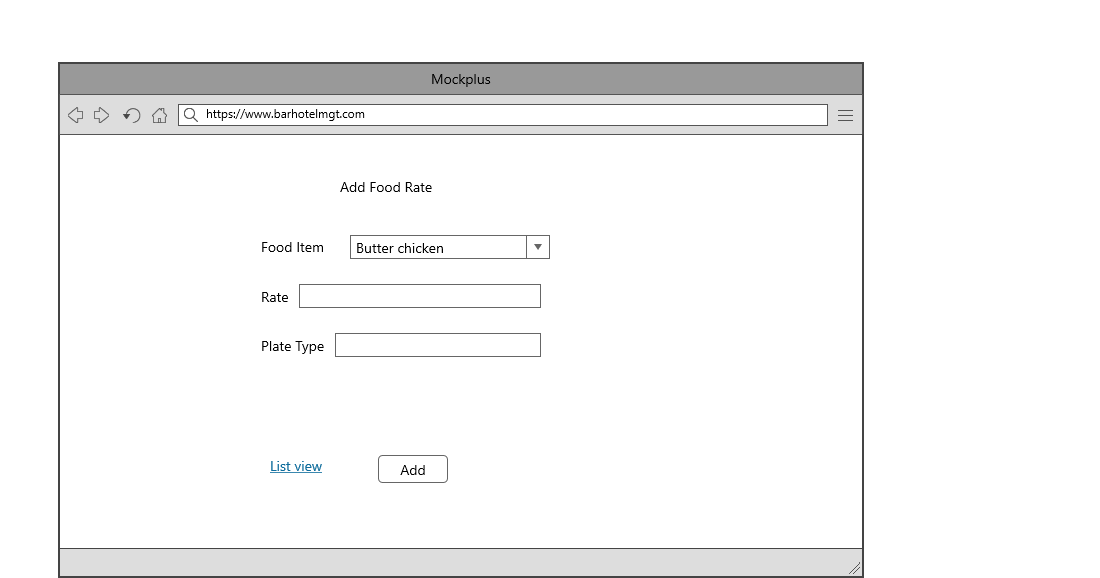 Mockplus
https://www.barhotelmgt.com
Add Food Rate
Food Item Butter chicken
Rate
Plate Type
List view Add